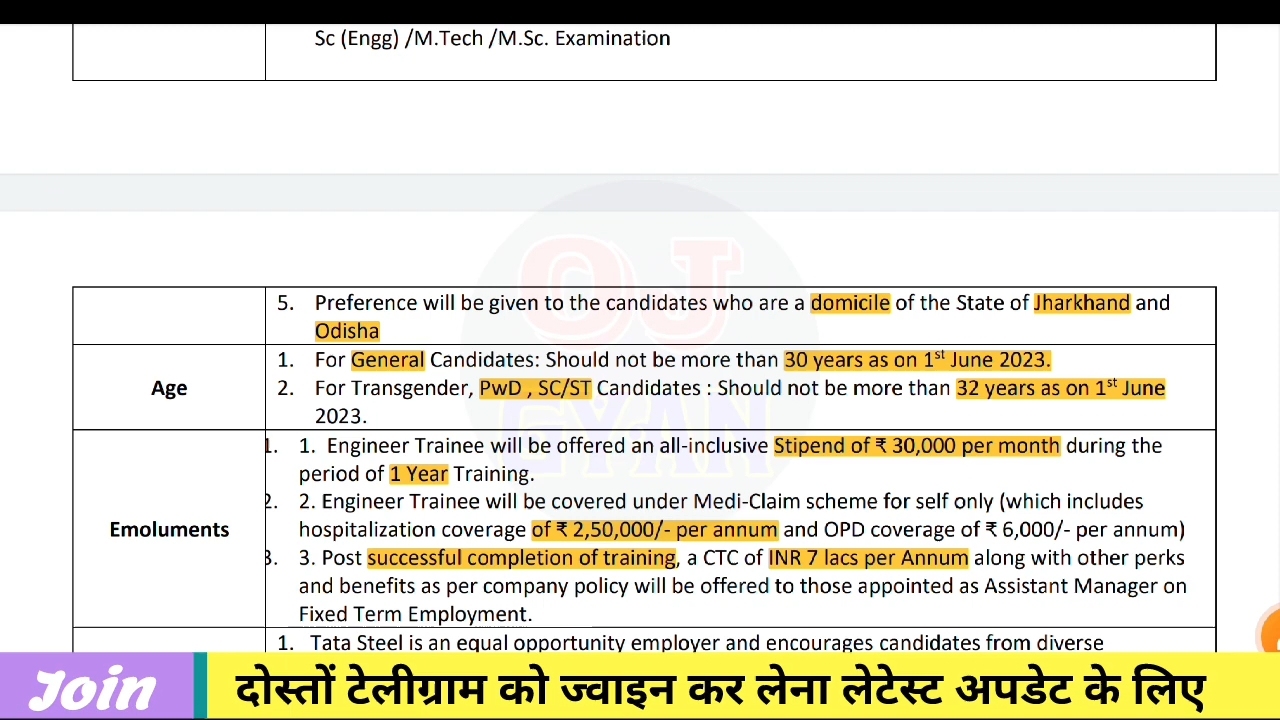 Sc (Engg) /M.Tech /M.Sc. Examination
OJ
GYAN
5. Preference will be given to the candidates who are a domicile of the State of Jharkhand and
Odisha
Age
1. For General Candidates: Should not be more than 30 years as on 1st June 2023.
2. For Transgender, PwD , SC/ST Candidates : Should not be more than 32 years as on 1st June
2023.
Emoluments
1. 1. Engineer Trainee will be offered an all-inclusive Stipend of ₹ 30,000 per month during the
period of 1 Year Training.
2. 2. Engineer Trainee will be covered under Medi-Claim scheme for self only (which includes
hospitalization coverage of ₹ 2,50,000/- per annum and OPD coverage of ₹ 6,000/- per annum)
3. 3. Post successful completion of training, a CTC of INR 7 lacs per Annum along with other perks
and benefits as per company policy will be offered to those appointed as Assistant Manager on
Fixed Term Employment.
1. Tata Steel is an equal opportunity employer and encourages candidates from diverse
Join
दोस्तों टेलीग्राम को ज्वाइन कर लेना लेटेस्ट अपडेट के लिए